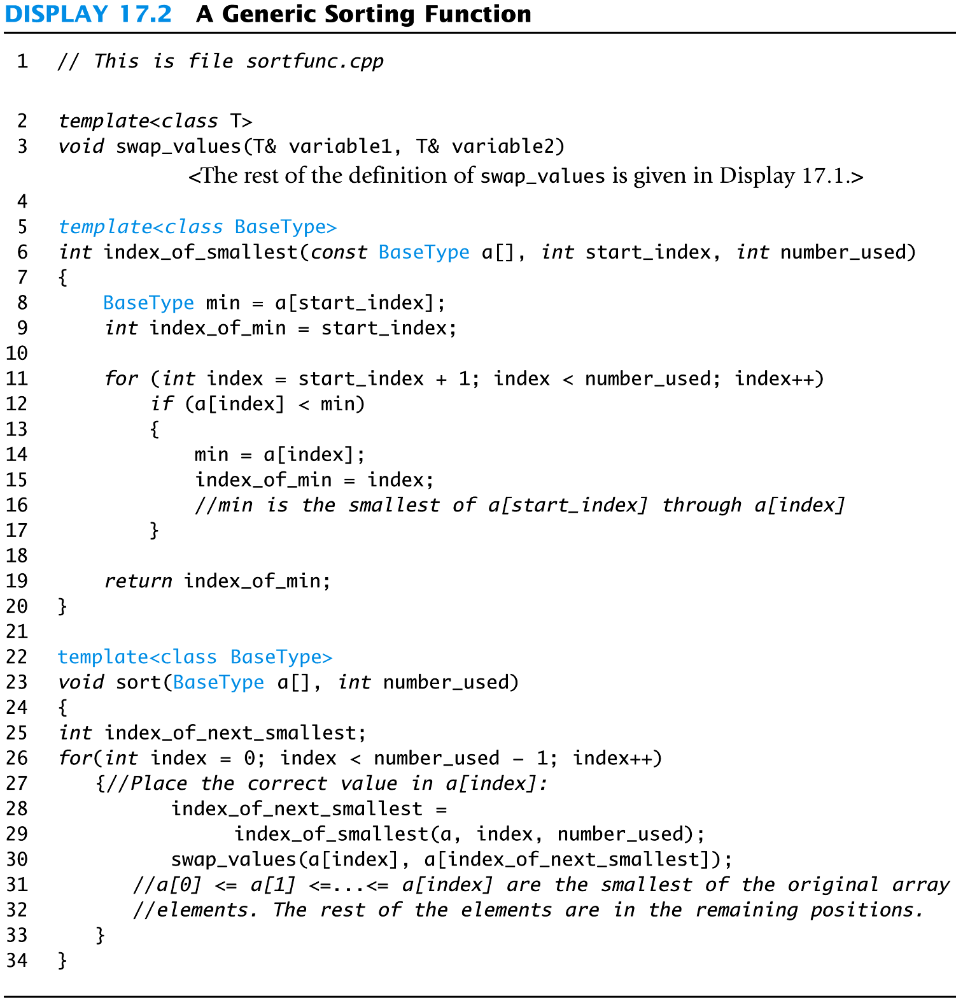 DISPLAY 17.2 A Generic Sorting Function
1 // This is file sortfunc.cpp
2 template<class T>
3 void swap_values(T& variable1, T& variable2)
<The rest of the definition of swap_values is given in Display 17.1.>
4
5 template<class BaseType>
6 int index_of_smallest(const BaseType a[], int start_index, int number_used)
7 {
8 BaseType min = a[start_index];
9 int index_of_min = start_index;
10
11 for (int index = start_index + 1; index < number_used; index++)
12 if (a[index] < min)
13 {
14 min = a[index];
15 index_of_min = index;
16 //min is the smallest of a[start_index] through a[index]
17 }
18
19 return index_of_min;
20 }
21
22 template<class BaseType>
23 void sort(BaseType a[], int number_used)
24 {
25 int index_of_next_smallest;
26 for(int index = 0; index < number_used – 1; index++)
27 {//Place the correct value in a[index]:
28 index_of_next_smallest =
29 index_of_smallest(a, index, number_used);
30 swap_values(a[index], a[index_of_next_smallest]);
31 //a[0] <= a[1] <=...<= a[index] are the smallest of the original array
32 //elements. The rest of the elements are in the remaining positions.
33 }
34 }